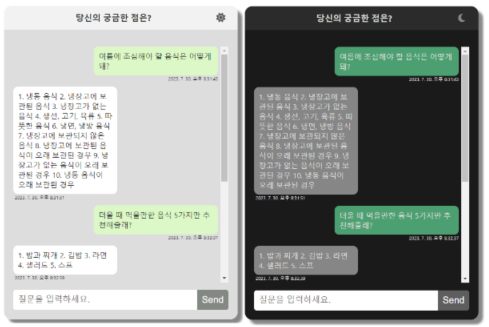 당신의 궁금한 점은?
여름에 조심해야 할 음식은 어떻게
돼?
2023. 7. 30. 오후 8:31:43
1. 냉동 음식 2. 냉장고에 보
관된 음식 3. 냉장고가 없는
음식 4. 생선, 고기, 육류 5. 따
뜻한 음식 6. 냉면, 냉방 음식
7. 냉장고에 보관되지 않은
음식 8. 냉장고에 보관된 음
식이 오래 보관된 경우 9. 냉
장고가 없는 음식이 오래 보
관된 경우 10. 냉동 음식이
오래 보관된 경우
2023. 7. 30. 오후 8:31:51
더울 때 먹을만한 음식 5가지만 추
천해줄래?
2023. 7. 30. 오후 8:32:37
1. 밥과 찌개 2. 김밥 3. 라면
4. 샐러드 5. 스프
2023. 7. 30. 오후 8:32:39
질문을 입력하세요.
Send
당신의 궁금한 점은?
여름에 조심해야 할 음식은 어떻게
돼?
2023. 7. 30. 오후 8:31:43
1. 냉동 음식 2. 냉장고에 보
관된 음식 3. 냉장고가 없는
음식 4. 생선, 고기, 육류 5. 따
뜻한 음식 6. 냉면, 냉방 음식
7. 냉장고에 보관되지 않은
음식 8. 냉장고에 보관된 음
식이 오래 보관된 경우 9. 냉
장고가 없는 음식이 오래 보
관된 경우 10. 냉동 음식이
오래 보관된 경우
2023. 7. 30. 오후 8:31:51
더울 때 먹을만한 음식 5가지만 추
천해줄래?
2023. 7. 30. 오후 8:32:37
1. 밥과 찌개 2. 김밥 3. 라면
4. 샐러드 5. 스프
2023. 7. 30. 오후 8:32:39
질문을 입력하세요.
Send